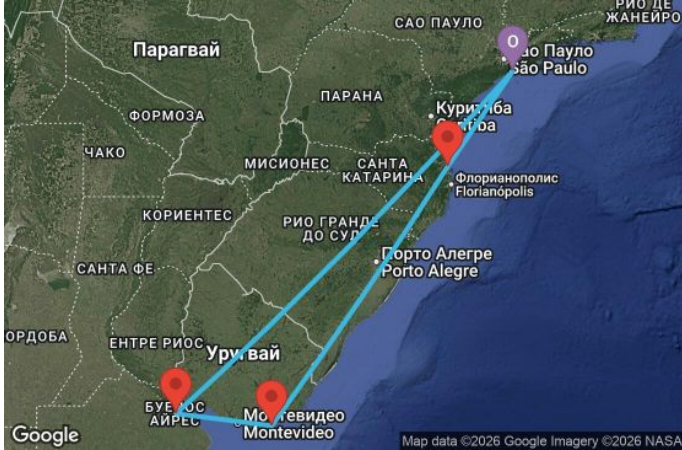 РИО ДЕ
ЖАНЕЙРО
САО ПАУЛО
O
Сао Пауло
São Paulo
Парагвай
ПАРАНА
Куритиба
Curitiba
ФОРМОЗА
ЧАКО
МИСИОНЕС
САНТА
КАТАРИНА
Флорианополис
Florianópolis
КОРИЕНТЕС
РИО ГРАНДЕ
ДО СУЛ
Порто Алегре
Porto Alegre
САНТА ФЕ
ОРДОБА
ЕНТРЕ РИОС
Уругвай
БУЕНОС
АЙРЕС
Монтевидео
Montevideo
Google
Map data ©2026 Google Imagery ©2026 NASA